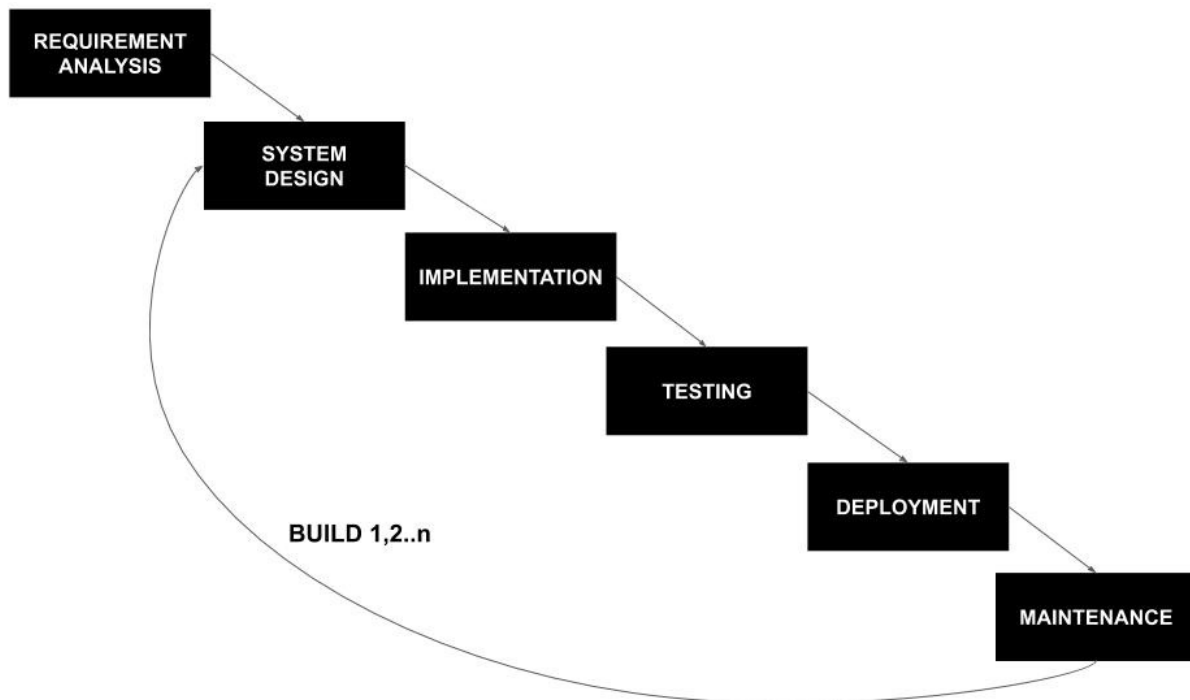 REQUIREMENT
ANALYSIS
SYSTEM
DESIGN
IMPLEMENTATION
TESTING
DEPLOYMENT
BUILD 1,2..n
MAINTENANCE